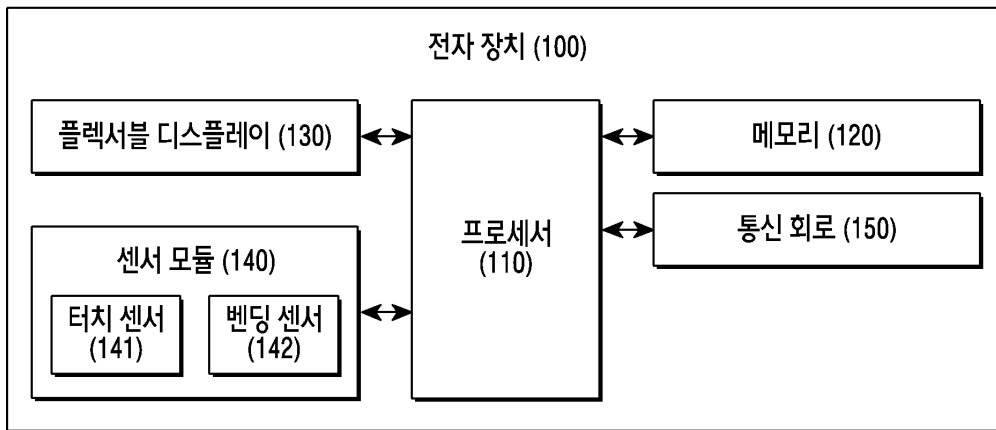 전자 장치 (100)
플렉서블 디스플레이 (130)
메모리 (120)
통신 회로 (150)
프로세서
(110)
센서 모듈 (140)
터치 센서
(141)
벤딩 센서
(142)